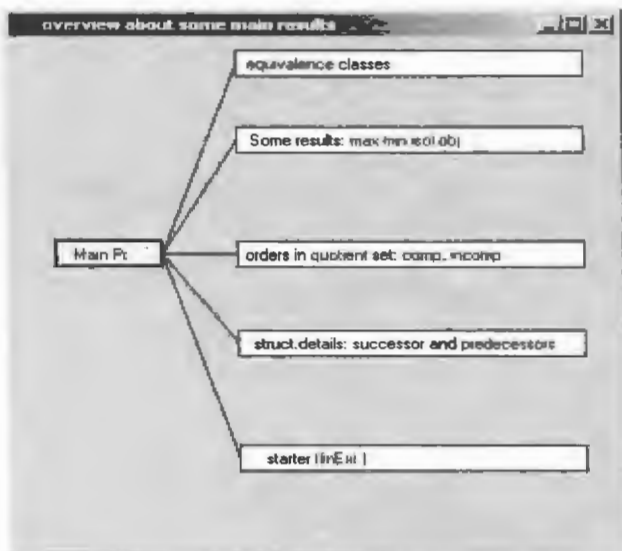 overview about some main results
equivalence classes
Some results: max min isol obj
Main Pt
orders in quotient set: comp, incomp
struct.details: successor and predecessors
starter